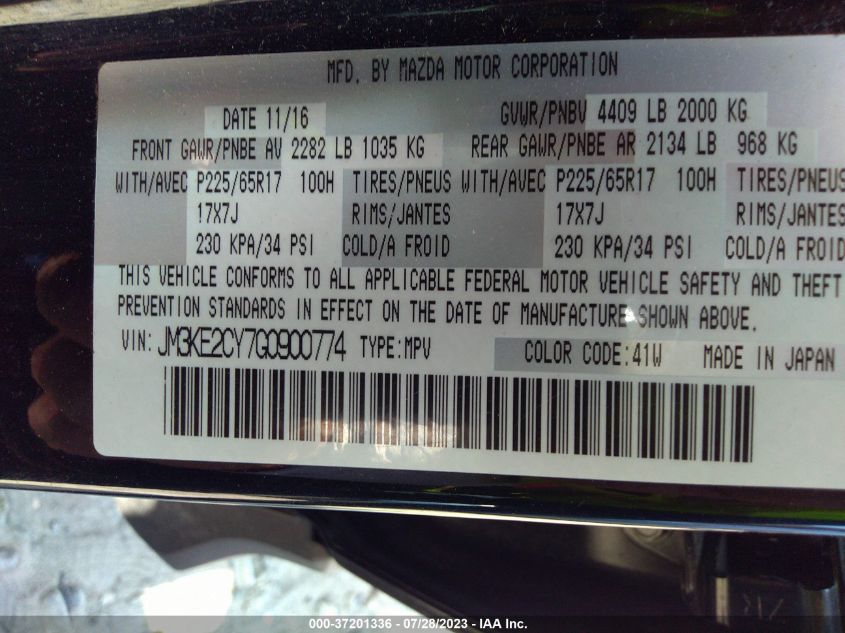 MFD. BY MAZDA MOTOR CORPORATION
DATE 11/16 GVWR/PNBV 4409 LB 2000 KG
FRONT GAWR/PNBE AV 2282 LB 1035 KG REAR GAWR/PNBE AR 2134 LB 968 KG
WITH/AVEC P225/65R17 100H TIRES/PNEUS WITH/AVEC P225/65R17 100H TIRES/PNEUS
17X7J RIMS/JANTES 17X7J RIMS/JANTES
230 KPA/34 PSI COLD/A FROID 230 KPA/34 PSI COLD/A FROID
THIS VEHICLE CONFORMS TO ALL APPLICABLE FEDERAL MOTOR VEHICLE SAFETY AND THEFT
PREVENTION STANDARDS IN EFFECT ON THE DATE OF MANUFACTURE SHOWN ABOVE.
VIN: JM3KE2CY7G0900774 TYPE:MPV COLOR CODE:41W MADE IN JAPAN
000-37201336 - 07/28/2023 - IAA Inc.